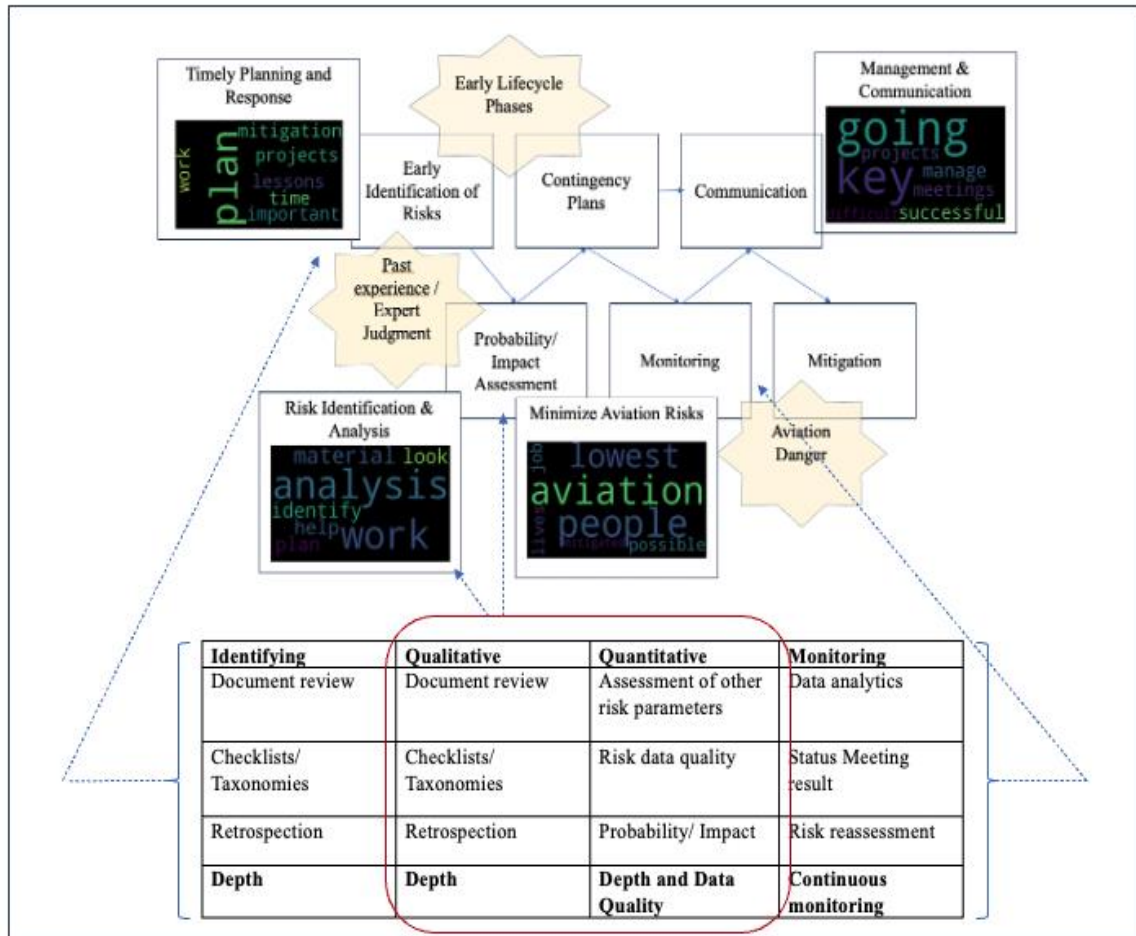 Timely Planning and
Response
work
plan
mitigation
projects
lessons
time
important
Early Lifecycle
Phases
Management &
Communication
going
projects
key
manage
meetings
difficult
successful
Early
Identification of
Risks
Contingency
Plans
Communication
Past
experience /
Expert
Judgment
Probability/
Impact
Assessment
Monitoring
Mitigation
Risk Identification &
Analysis
material look
analysis
identify
help
work
plan
Minimize Aviation Risks
job
lowest
aviation
people
lives
mitigated
possible
Aviation
Danger
Identifying
Qualitative
Quantitative
Monitoring
Document review
Document review
Assessment of other
risk parameters
Data analytics
Checklists/
Taxonomies
Checklists/
Taxonomies
Risk data quality
Status Meeting
result
Retrospection
Retrospection
Probability/ Impact
Risk reassessment
Depth
Depth
Depth and Data
Quality
Continuous
monitoring